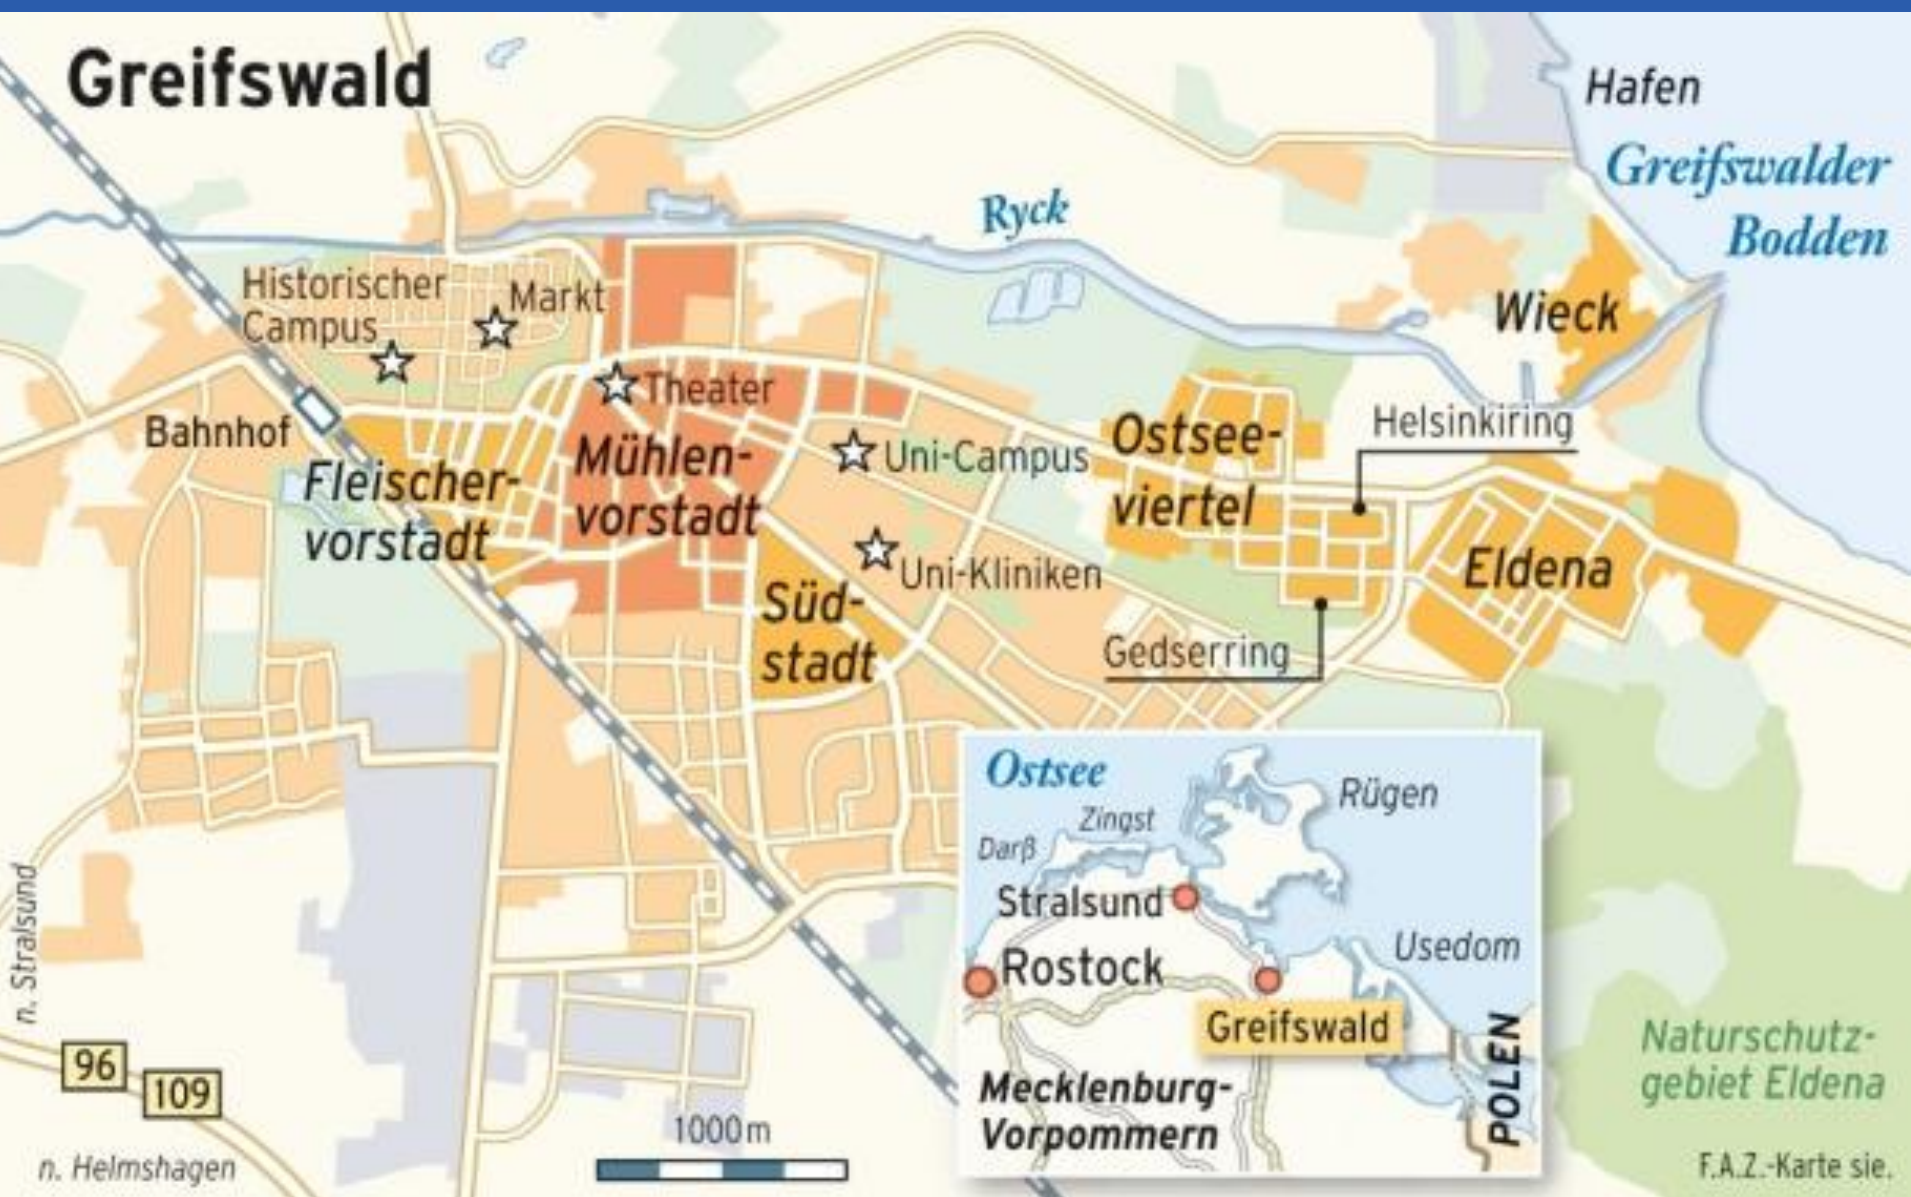 Greifswald
Hafen
Greifswalder
Bodden
Ryck
Historischer
Campus
Markt
Wieck
Theater
Bahnhof
Helsinkiring
Fleischer-
vorstadt
Mühlen-
vorstadt
Uni-Campus
Ostsee-
viertel
Uni-Kliniken
Eldena
Süd-
stadt
Gedserring
Ostsee
Rügen
Zingst
Darß
Stralsund
Rostock
Usedom
Greifswald
POLEN
Mecklenburg-
Vorpommern
n. Stralsund
96
109
n. Helmshagen
1000 m
Naturschutz-
gebiet Eldena
F.A.Z.-Karte sie.